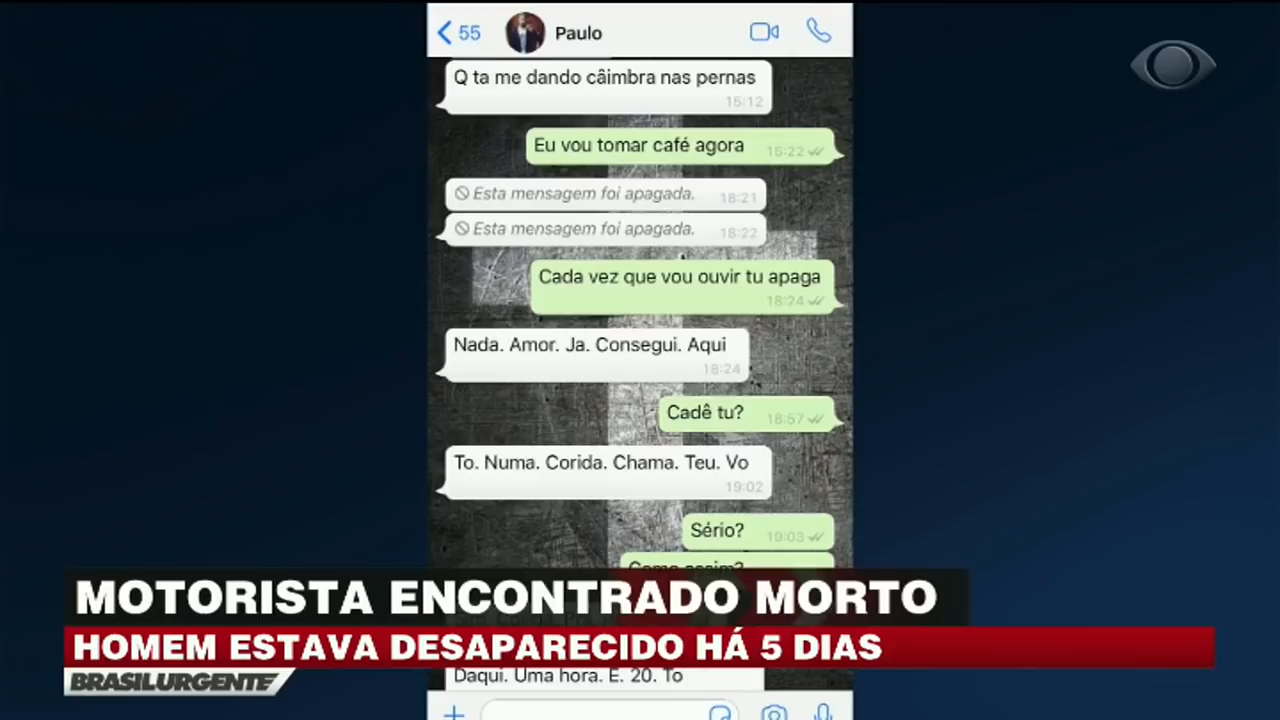 55
Paulo
Q ta me dando câimbra nas pernas
15:12
Eu vou tomar café agora
15:22
Esta mensagem foi apagada.
18:21
Esta mensagem foi apagada.
18:22
Cada vez que vou ouvir tu apaga
18:24
Nada. Amor. Ja. Consegui. Aqui
18:24
Cadê tu?
18:57
To. Numa. Corida. Chama. Teu. Vo
19:02
Sério?
19:03
Como assim?
MOTORISTA ENCONTRADO MORTO
HOMEM ESTAVA DESAPARECIDO HÁ 5 DIAS
BRASILURGENTE
Daqui. Uma hora. E. 20. To